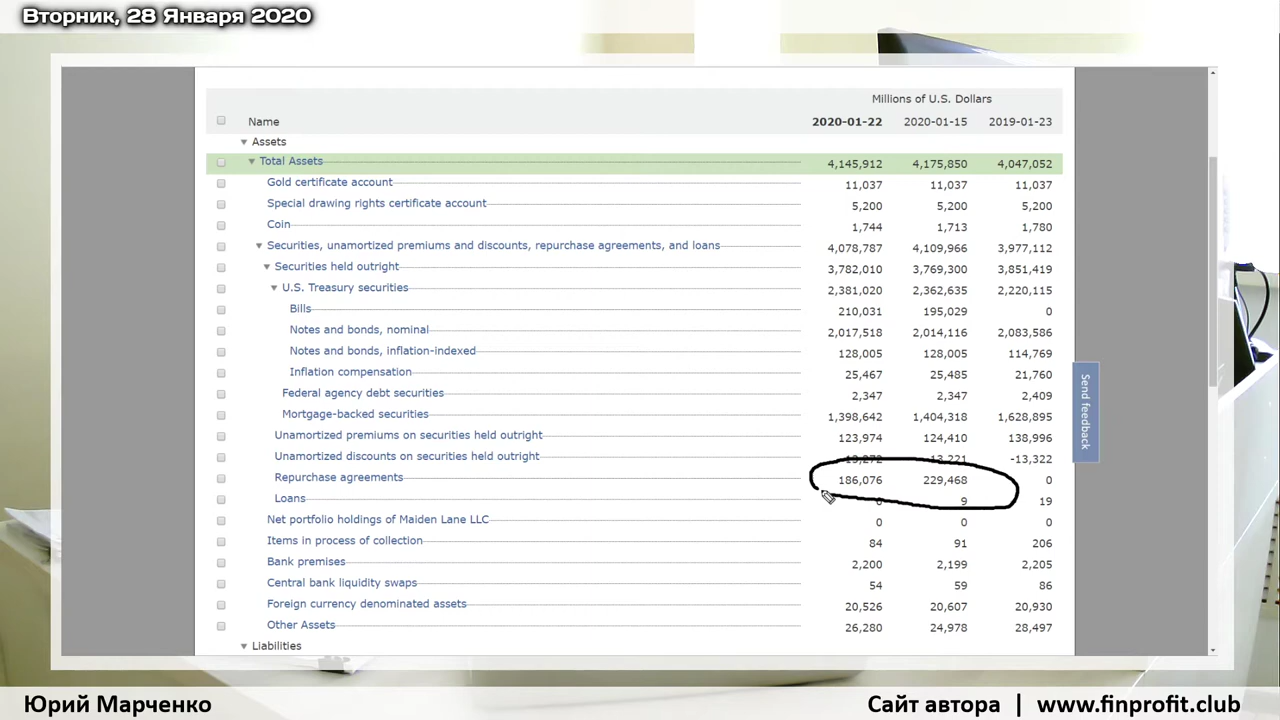 Вторник, 28 Января 2020
Millions of U.S. Dollars
Name 2020-01-22 2020-01-15 2019-01-23
Assets
Total Assets 4,145,912 4,175,850 4,047,052
Gold certificate account 11,037 11,037 11,037
Special drawing rights certificate account 5,200 5,200 5,200
Coin 1,744 1,713 1,780
Securities, unamortized premiums and discounts, repurchase agreements, and loans 4,078,787 4,109,966 3,977,112
Securities held outright 3,782,010 3,769,300 3,851,419
U.S. Treasury securities 2,381,020 2,362,635 2,220,115
Bills 210,031 195,029 0
Notes and bonds, nominal 2,017,518 2,014,116 2,083,586
Notes and bonds, inflation-indexed 128,005 128,005 114,769
Inflation compensation 25,467 25,485 21,760
Federal agency debt securities 2,347 2,347 2,409
Mortgage-backed securities 1,398,642 1,404,318 1,628,895
Unamortized premiums on securities held outright 123,974 124,410 138,996
Unamortized discounts on securities held outright -13,272 -13,221 -13,322
Repurchase agreements 186,076 229,468 0
Loans 0 9 19
Net portfolio holdings of Maiden Lane LLC 0 0 0
Items in process of collection 84 91 206
Bank premises 2,200 2,199 2,205
Central bank liquidity swaps 54 59 86
Foreign currency denominated assets 20,526 20,607 20,930
Other Assets 26,280 24,978 28,497
Liabilities
Send feedback
Юрий Марченко
Сайт автора | www.finprofit.club